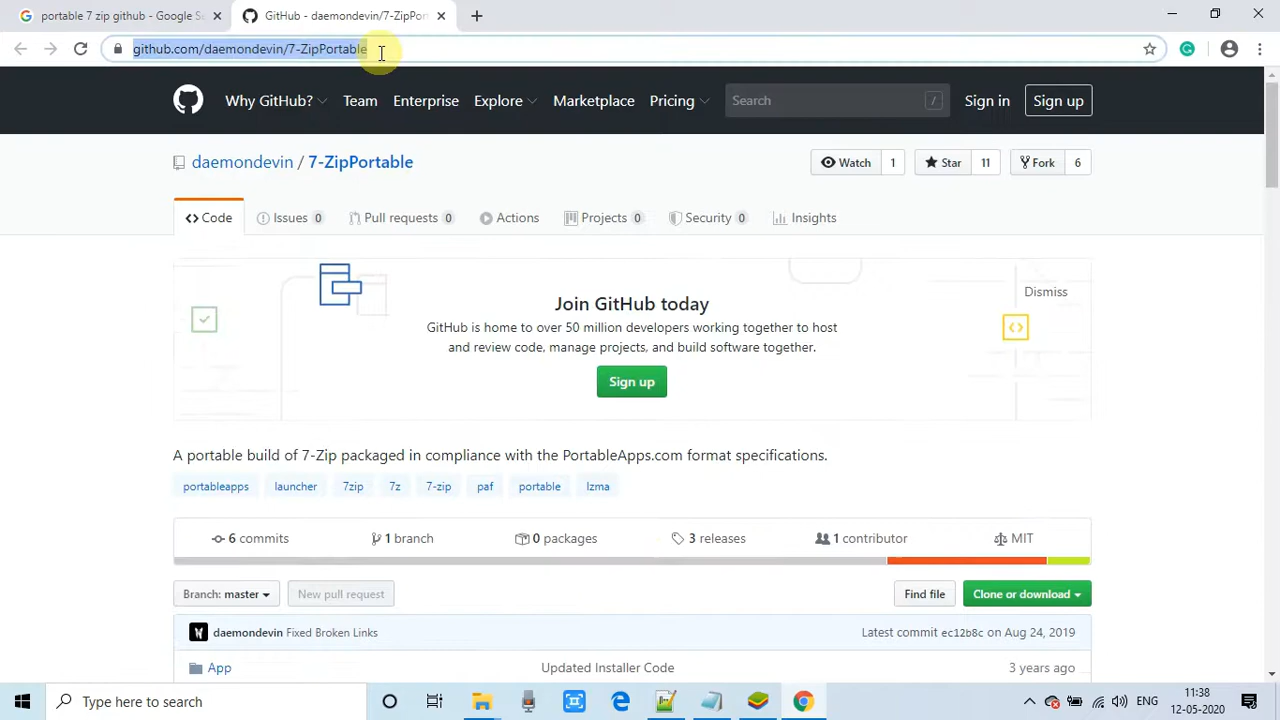 portable 7 zip github - Google Se
GitHub - daemondevin/7-ZipPort
github.com/daemondevin/7-ZipPortable
Why GitHub? Team Enterprise Explore Marketplace Pricing Search / Sign in Sign up
daemondevin / 7-ZipPortable
Watch 1 Star 11 Fork 6
Code Issues 0 Pull requests 0 Actions Projects 0 Security 0 Insights
Join GitHub today
Dismiss
GitHub is home to over 50 million developers working together to host
and review code, manage projects, and build software together.
Sign up
A portable build of 7-Zip packaged in compliance with the PortableApps.com format specifications.
portableapps launcher 7zip 7z 7-zip paf portable lzma
6 commits 1 branch 0 packages 3 releases 1 contributor MIT
Branch: master New pull request Find file Clone or download
daemondevin Fixed Broken Links Latest commit ec12b8c on Aug 24, 2019
App Updated Installer Code 3 years ago
Type here to search
ENG
11:38
12-05-2020